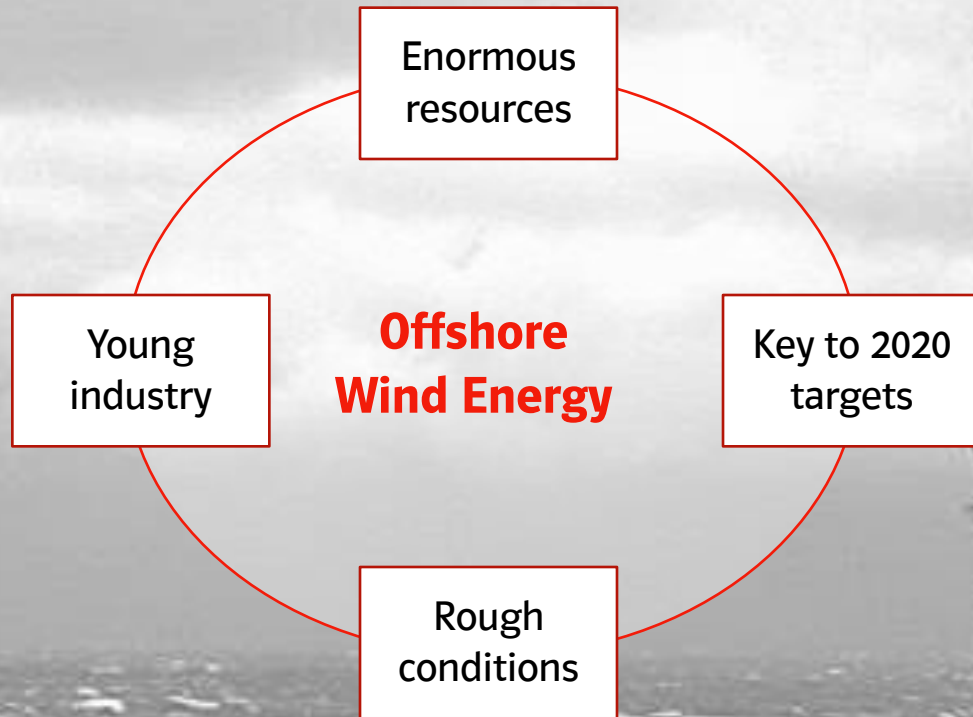 Enormous
resources
Young
industry
Offshore
Wind Energy
Key to 2020
targets
Rough
conditions